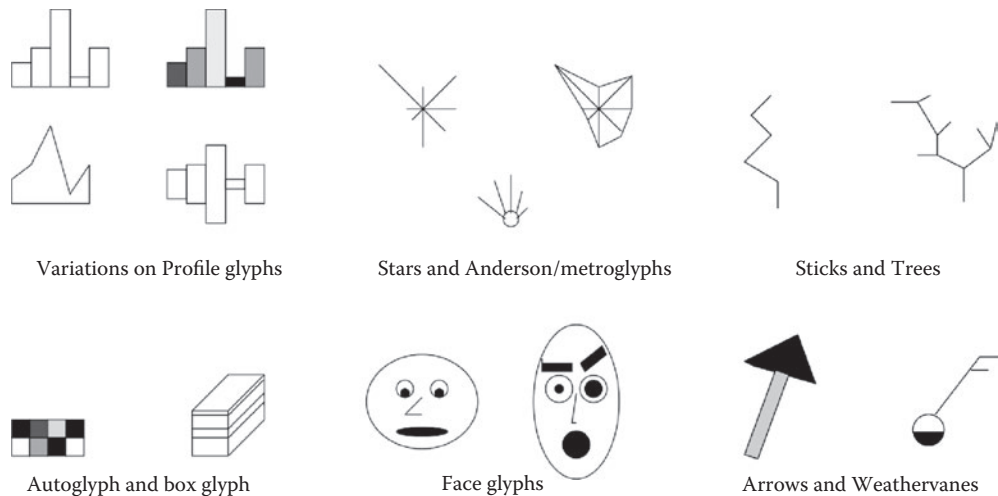 Variations on Profile glyphs
Stars and Anderson/metroglyphs
Sticks and Trees
Autoglyph and box glyph
Face glyphs
Arrows and Weathervanes